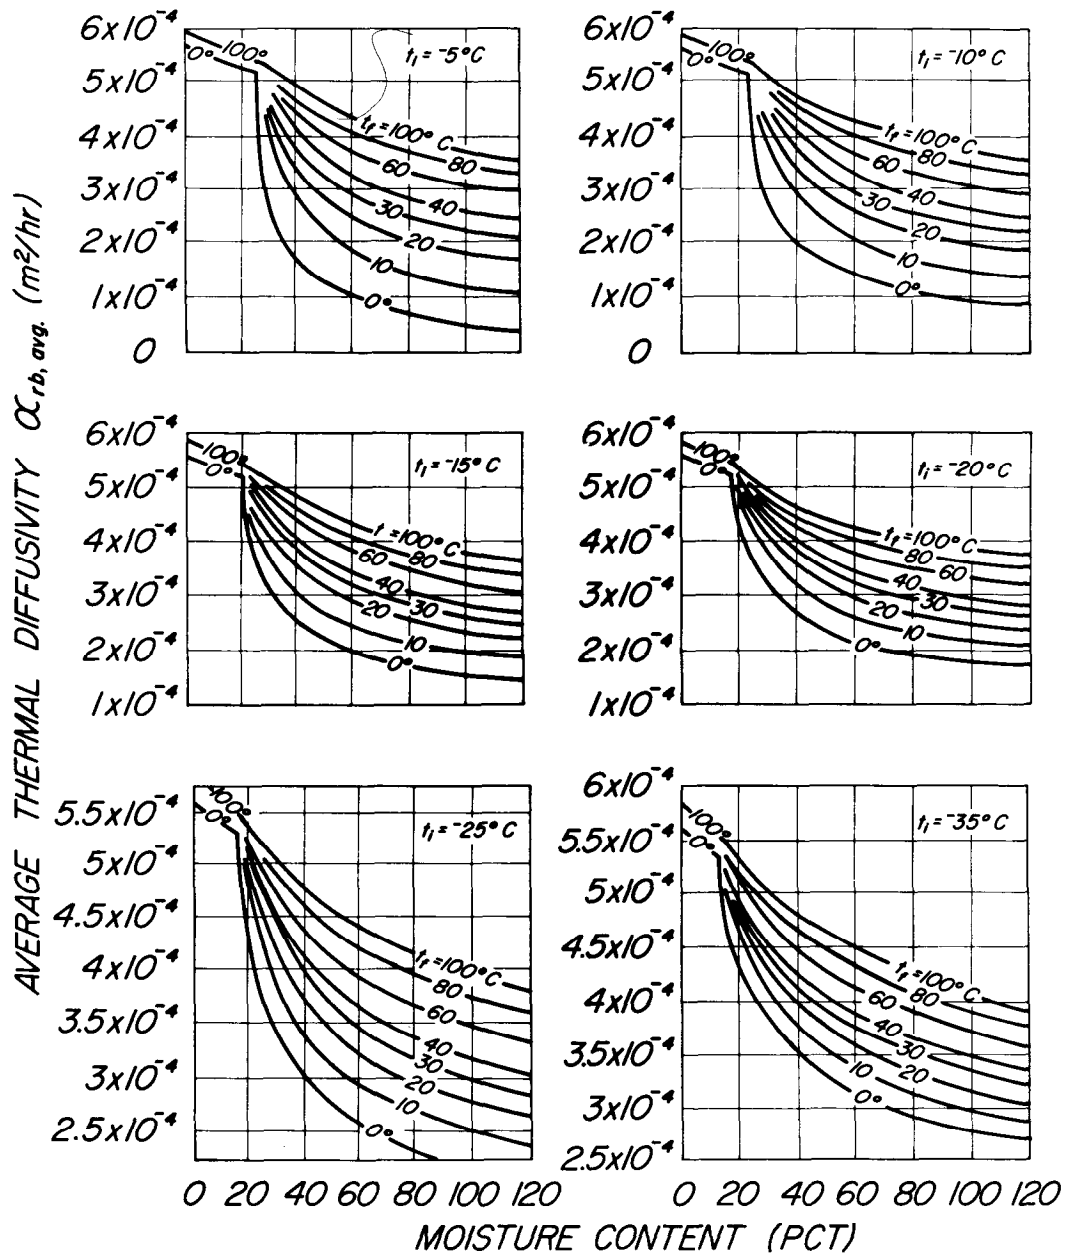 AVERAGE THERMAL DIFFUSIVITY α rb, avg. (m²/hr)
6x10⁻⁴
5x10⁻⁴
4x10⁻⁴
3x10⁻⁴
2x10⁻⁴
1x10⁻⁴
0
t₁ = -5°C
100°
0°
t_f = 100°C
80
60
40
30
20
10
0°
6x10⁻⁴
5x10⁻⁴
4x10⁻⁴
3x10⁻⁴
2x10⁻⁴
1x10⁻⁴
0
t₁ = -10°C
100°
0°
t_f = 100°C
80
60
40
30
20
10
0°
6x10⁻⁴
5x10⁻⁴
4x10⁻⁴
3x10⁻⁴
2x10⁻⁴
1x10⁻⁴
t₁ = -15°C
100°
0°
t = 100°C
80
60
40
30
20
10
0°
6x10⁻⁴
5x10⁻⁴
4x10⁻⁴
3x10⁻⁴
2x10⁻⁴
1x10⁻⁴
t₁ = -20°C
100°
0°
t_f = 100°C
80 60
40
30
20
10
0°
5.5x10⁻⁴
5x10⁻⁴
4.5x10⁻⁴
4x10⁻⁴
3.5x10⁻⁴
3x10⁻⁴
2.5x10⁻⁴
t₁ = -25°C
100°
0°
t_f = 100°C
80
60
40
30
20
10
0°
0 20 40 60 80 100 120
6x10⁻⁴
5.5x10⁻⁴
5x10⁻⁴
4.5x10⁻⁴
4x10⁻⁴
3.5x10⁻⁴
3x10⁻⁴
2.5x10⁻⁴
t₁ = -35°C
100°
0°
t_f = 100°C
80
60
40
30
20
10
0°
0 20 40 60 80 100 120
MOISTURE CONTENT (PCT)